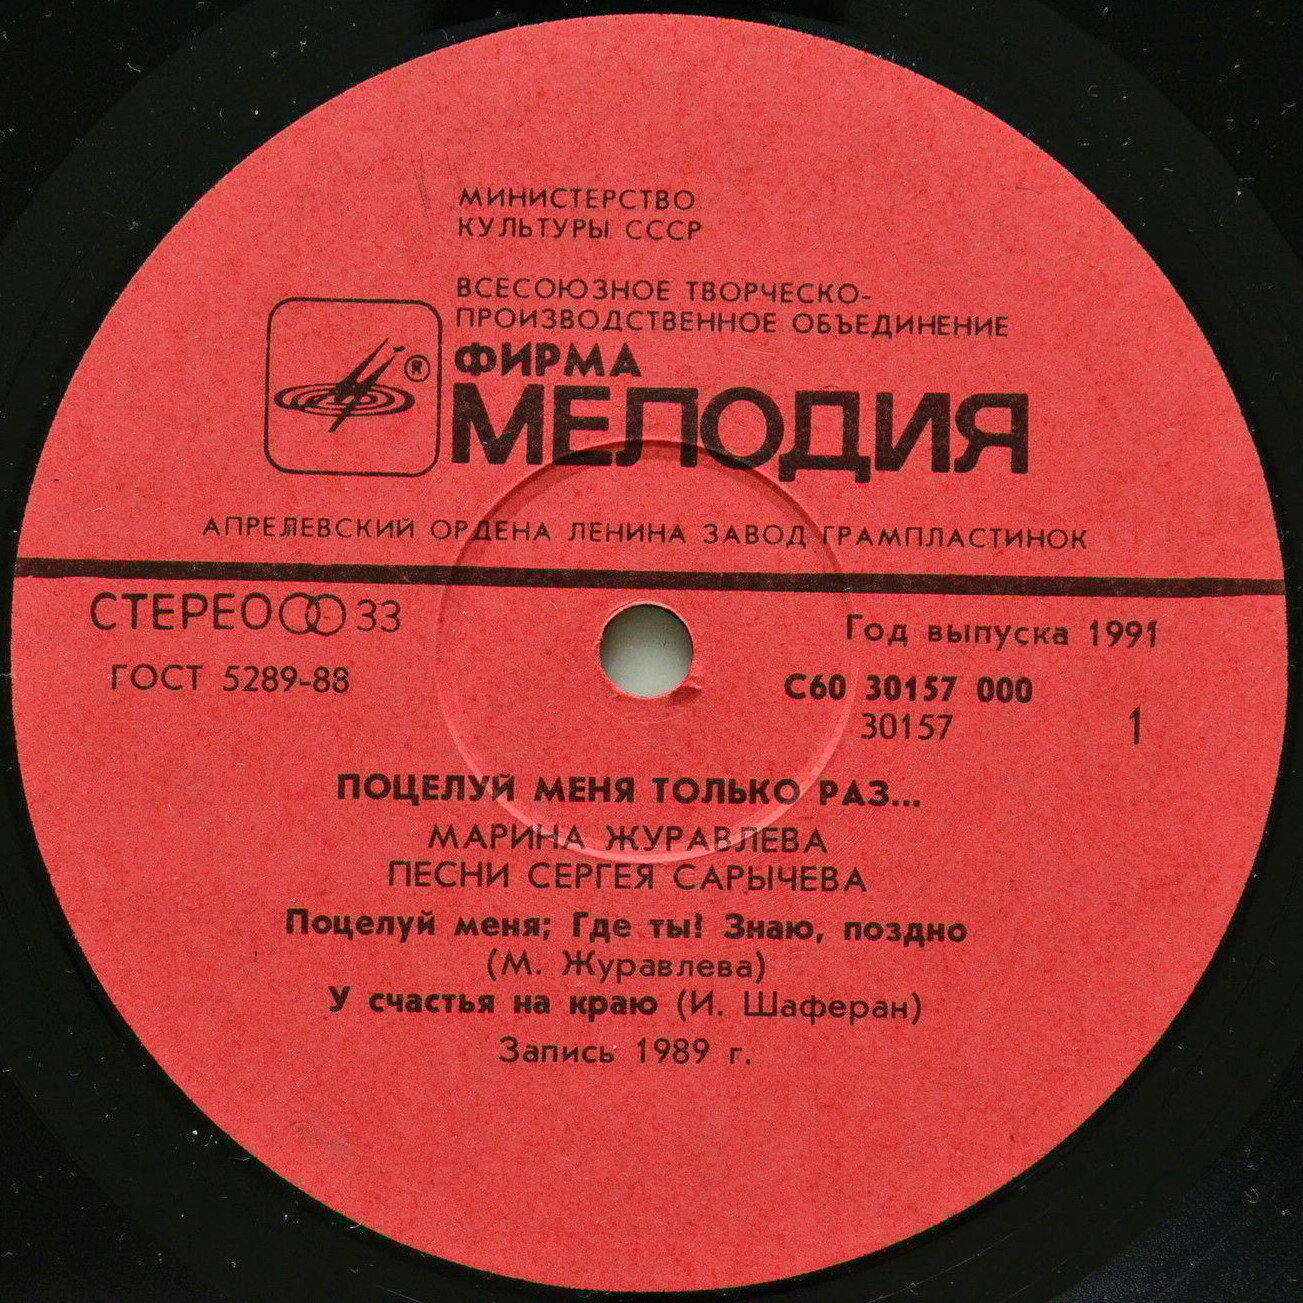 МИНИСТЕРСТВО
КУЛЬТУРЫ СССР
ВСЕСОЮЗНОЕ ТВОРЧЕСКО-
ПРОИЗВОДСТВЕННОЕ ОБЪЕДИНЕНИЕ
ФИРМА
®
МЕЛОДИЯ
АПРЕЛЕВСКИЙ ОРДЕНА ЛЕНИНА ЗАВОД ГРАМПЛАСТИНОК
СТЕРЕО 33
Год выпуска 1991
ГОСТ 5289-88
С60 30157 000
30157 1
ПОЦЕЛУЙ МЕНЯ ТОЛЬКО РАЗ...
МАРИНА ЖУРАВЛЕВА
ПЕСНИ СЕРГЕЯ САРЫЧЕВА
Поцелуй меня; Где ты! Знаю, поздно
(М. Журавлева)
У счастья на краю (И. Шаферан)
Запись 1989 г.